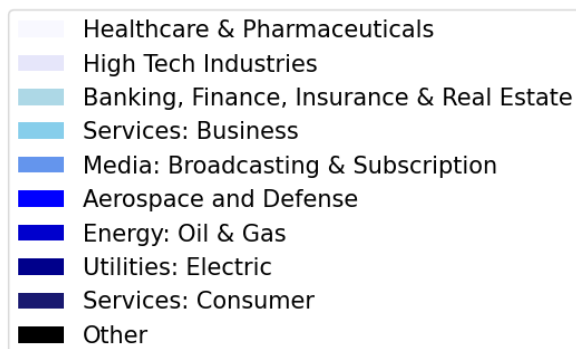 Healthcare & Pharmaceuticals
High Tech Industries
Banking, Finance, Insurance & Real Estate
Services: Business
Media: Broadcasting & Subscription
Aerospace and Defense
Energy: Oil & Gas
Utilities: Electric
Services: Consumer
Other